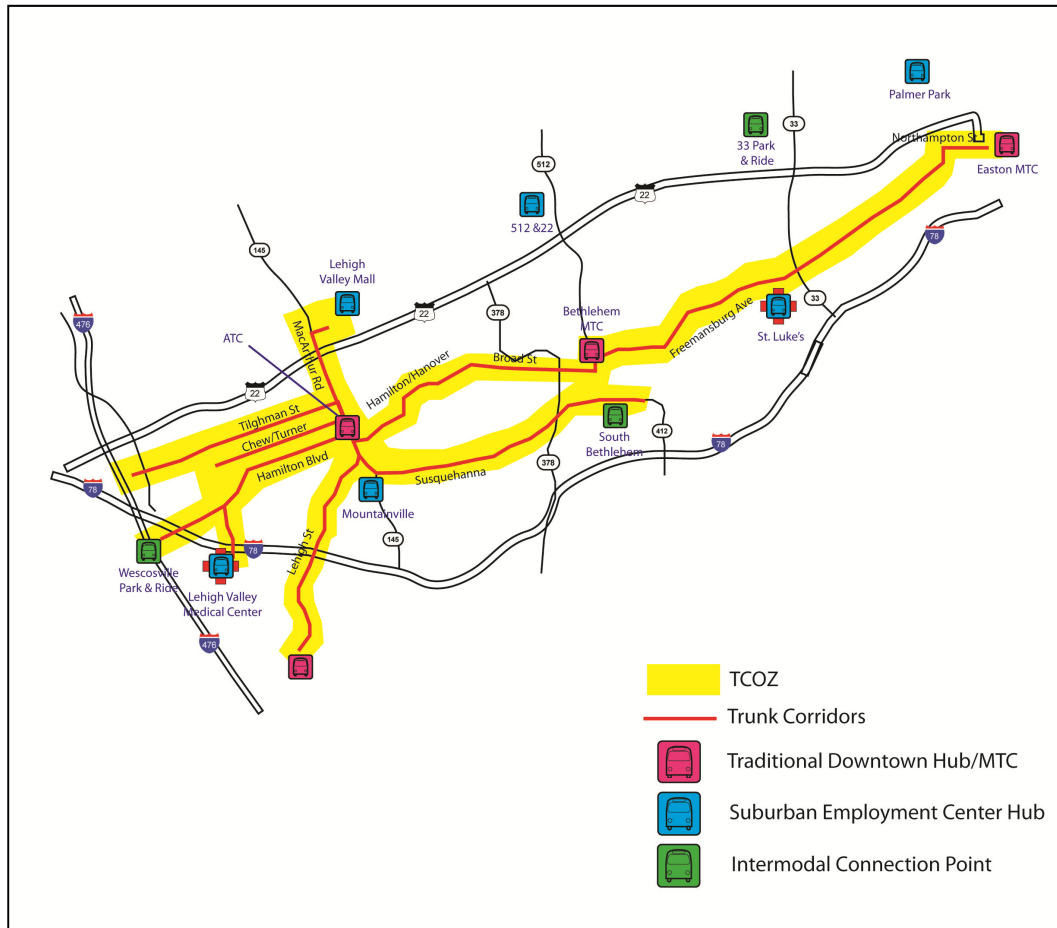 Palmer Park
33
33 Park
& Ride
Northampton St
Easton MTC
512
22
512 &22
78
145
Lehigh
Valley Mall
22
378
33
Bethlehem
MTC
Freemansburg Ave
St. Luke's
476
ATC
MacArthur Rd
Hamilton/Hanover
Broad St
22
Tilghman St
Chew/Turner
Hamilton Blvd
South
Bethlehem
412
78
378
Susquehanna
78
Mountainville
145
78
Lehigh St
Wescosville
Park & Ride
Lehigh Valley
Medical Center
476
TCOZ
Trunk Corridors
Traditional Downtown Hub/MTC
Suburban Employment Center Hub
Intermodal Connection Point